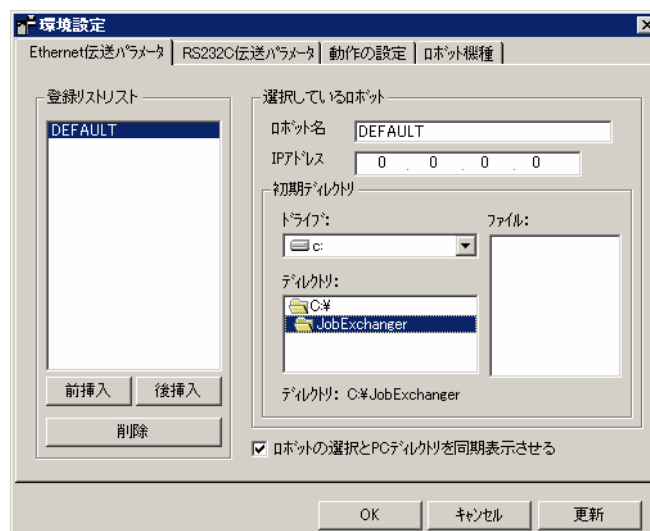 環境設定
Ethernet伝送ﾊﾟﾗﾒｰﾀ RS232C伝送ﾊﾟﾗﾒｰﾀ 動作の設定 ﾛﾎﾞｯﾄ機種
登録ﾘｽﾄﾘｽﾄ
DEFAULT
前挿入 後挿入
削除
選択しているﾛﾎﾞｯﾄ
ﾛﾎﾞｯﾄ名 DEFAULT
IPｱﾄﾞﾚｽ 0 . 0 . 0 . 0
初期ﾃﾞｨﾚｸﾄﾘ
ﾄﾞﾗｲﾌﾞ: ﾌｧｲﾙ:
c:
ﾃﾞｨﾚｸﾄﾘ:
C:¥
JobExchanger
ﾃﾞｨﾚｸﾄﾘ: C:¥JobExchanger
ﾛﾎﾞｯﾄの選択とPCﾃﾞｨﾚｸﾄﾘを同期表示させる
OK ｷｬﾝｾﾙ 更新